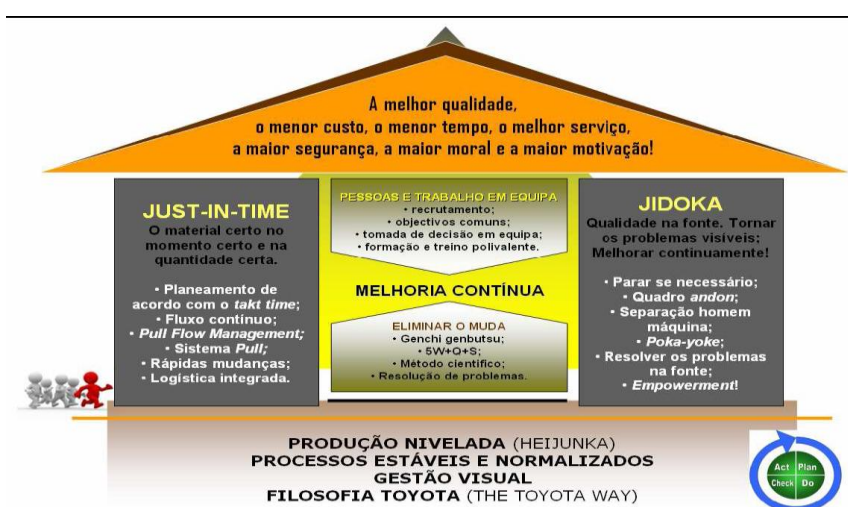 A melhor qualidade,
o menor custo, o menor tempo, o melhor serviço,
a maior segurança, a maior moral e a maior motivação!
JUST-IN-TIME
O material certo no
momento certo e na
quantidade certa.
• Planeamento de
acordo com o takt time;
• Fluxo contínuo;
• Pull Flow Management;
• Sistema Pull;
• Rápidas mudanças;
• Logística integrada.
PESSOAS E TRABALHO EM EQUIPA
• recrutamento;
• objectivos comuns;
• tomada de decisão em equipa;
• formação e treino polivalente.
MELHORIA CONTÍNUA
ELIMINAR O MUDA
• Genchi genbutsu;
• 5W+Q+S;
• Método cientifico;
• Resolução de problemas.
JIDOKA
Qualidade na fonte. Tornar
os problemas visíveis;
Melhorar continuamente!
• Parar se necessário;
• Quadro andon;
• Separação homem
máquina;
• Poka-yoke;
• Resolver os problemas
na fonte;
• Empowerment!
PRODUÇÃO NIVELADA (HEIJUNKA)
PROCESSOS ESTÁVEIS E NORMALIZADOS
GESTÃO VISUAL
FILOSOFIA TOYOTA (THE TOYOTA WAY)
Act Plan
Check Do